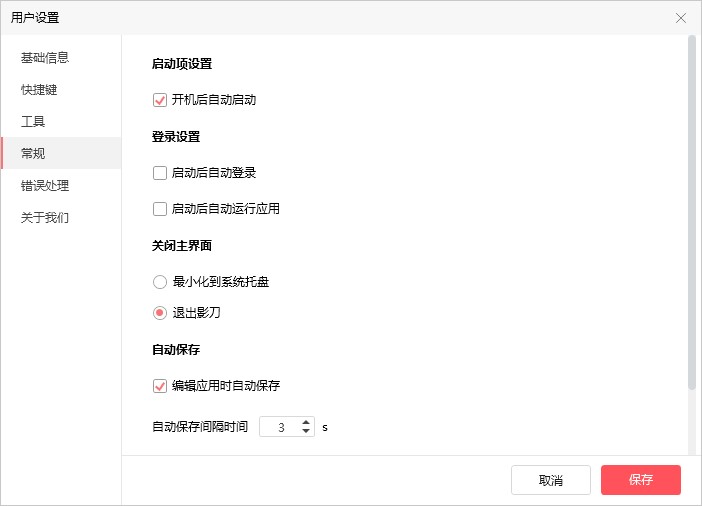 用户设置
基础信息
快捷键
工具
常规
错误处理
关于我们
启动项设置
开机后自动启动
登录设置
启动后自动登录
启动后自动运行应用
关闭主界面
最小化到系统托盘
退出影刀
自动保存
编辑应用时自动保存
自动保存间隔时间 3 s
取消 保存